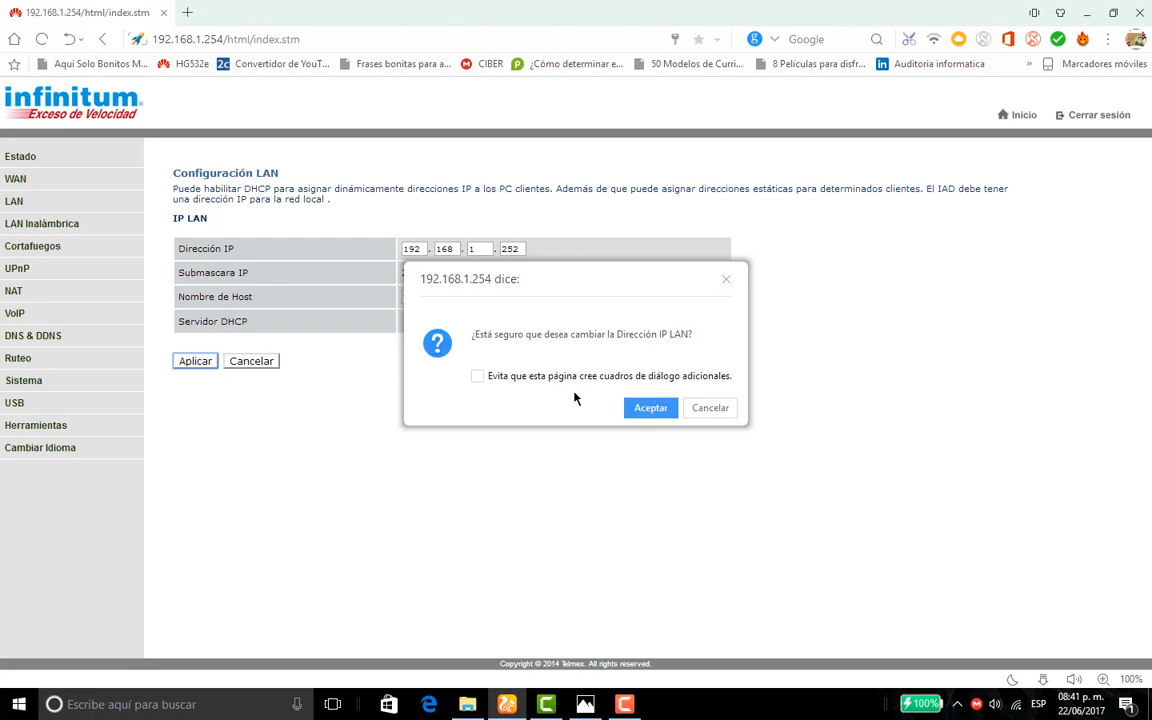 192.168.1.254/html/index.stm
192.168.1.254/html/index.stm
Google
Aqui Solo Bonitos M...
HG532e
Convertidor de YouT...
Frases bonitas para a...
CIBER
¿Cómo determinar e...
50 Modelos de Curri...
8 Películas para disfr...
Auditoria informatica
»
Marcadores móviles
infinitum
Exceso de Velocidad
Inicio
Cerrar sesión
Estado
WAN
LAN
LAN Inalámbrica
Cortafuegos
UPnP
NAT
VoIP
DNS & DDNS
Ruteo
Sistema
USB
Herramientas
Cambiar Idioma
Configuración LAN
Puede habilitar DHCP para asignar dinámicamente direcciones IP a los PC clientes. Además de que puede asignar direcciones estáticas para determinados clientes. El IAD debe tener
una dirección IP para la red local .
IP LAN
Dirección IP
192 . 168 . 1 . 252
Submascara IP
Nombre de Host
Servidor DHCP
Aplicar
Cancelar
192.168.1.254 dice:
¿Está seguro que desea cambiar la Dirección IP LAN?
Evita que esta página cree cuadros de diálogo adicionales.
Aceptar
Cancelar
Copyright © 2014 Telmex. All rights reserved.
100%
Escribe aquí para buscar
100%
ESP
08:41 p. m.
22/06/2017
1